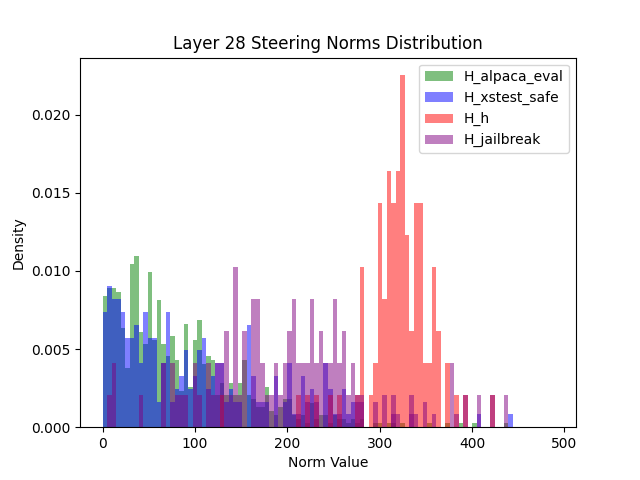 Layer 28 Steering Norms Distribution
H_alpaca_eval
H_xstest_safe
H_h
H_jailbreak
0.020
0.015
0.010
0.005
0.000
Density
0 100 200 300 400 500
Norm Value